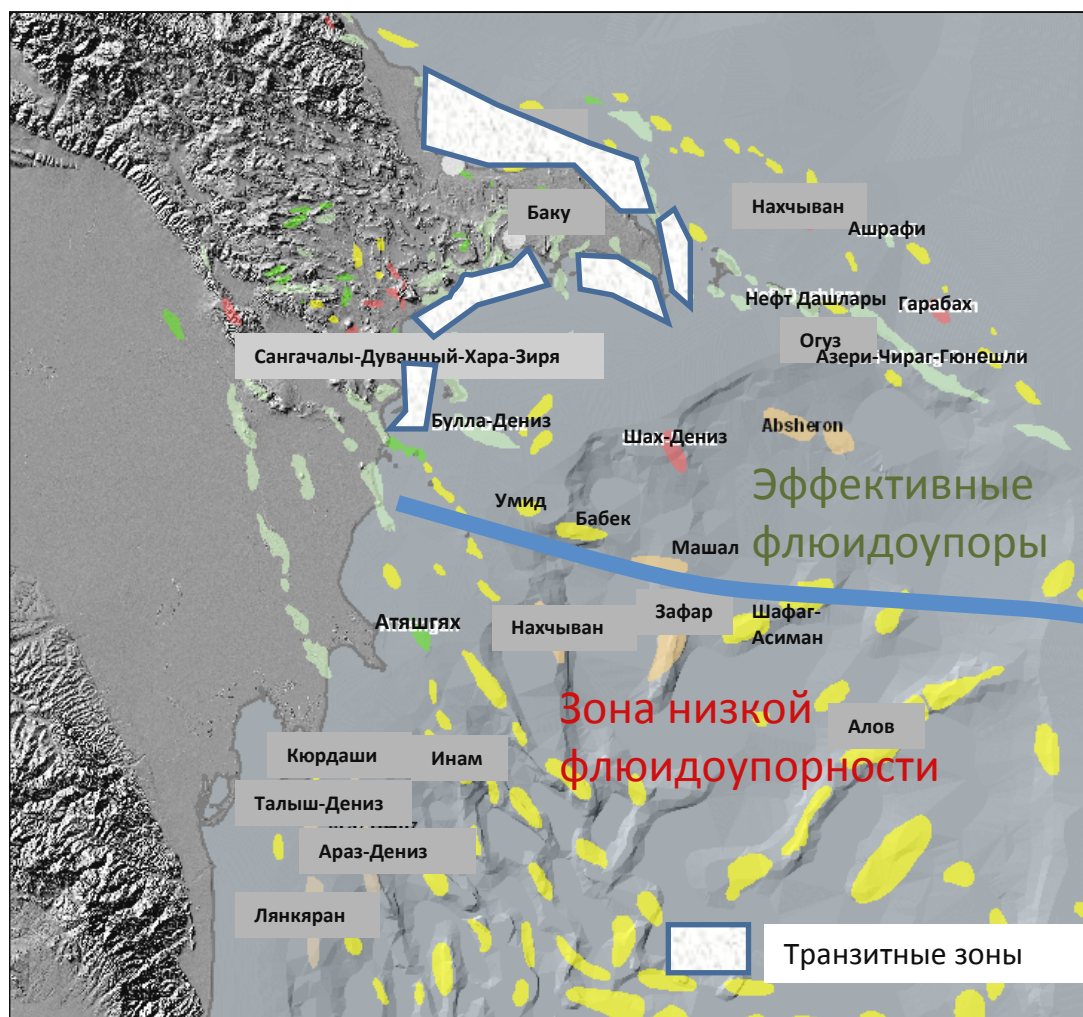 Баку
Нахчыван
Ашрафи
Нефт Дашлары
Гарабах
Огуз
Сангачалы-Дуванный-Хара-Зиря
Азери-Чираг-Гюнешли
Булла-Дениз
Шах-Дениз
Absheron
Эффективные
флюидоупоры
Умид
Бабек
Машал
Атяшгях
Нахчыван
Зафар
Шафаг-
Асиман
Зона низкой
флюидоупорности
Алов
Кюрдаши
Инам
Талыш-Дениз
Араз-Дениз
Лянкяран
Транзитные зоны